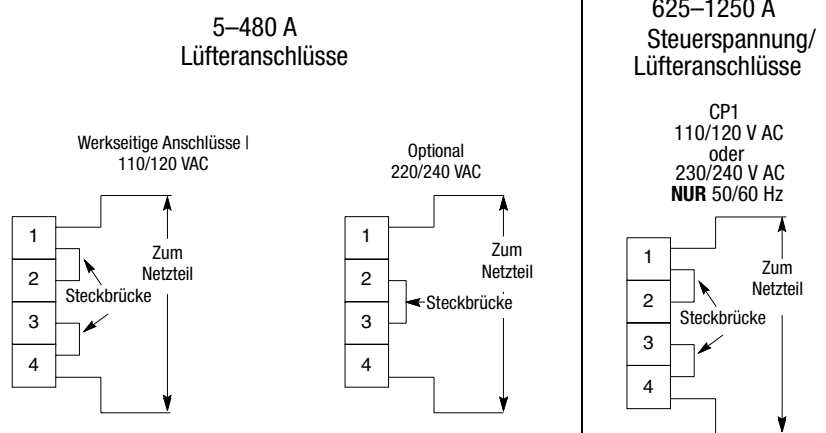 5–480 A
Lüfteranschlüsse
Werkseitige Anschlüsse |
110/120 VAC
1
2
3
4
Zum
Netzteil
Steckbrücke
Optional
220/240 VAC
1
2
3
4
Zum
Netzteil
Steckbrücke
625–1250 A
Steuerspannung/
Lüfteranschlüsse
CP1
110/120 V AC
oder
230/240 V AC
NUR 50/60 Hz
1
2
3
4
Zum
Netzteil
Steckbrücke